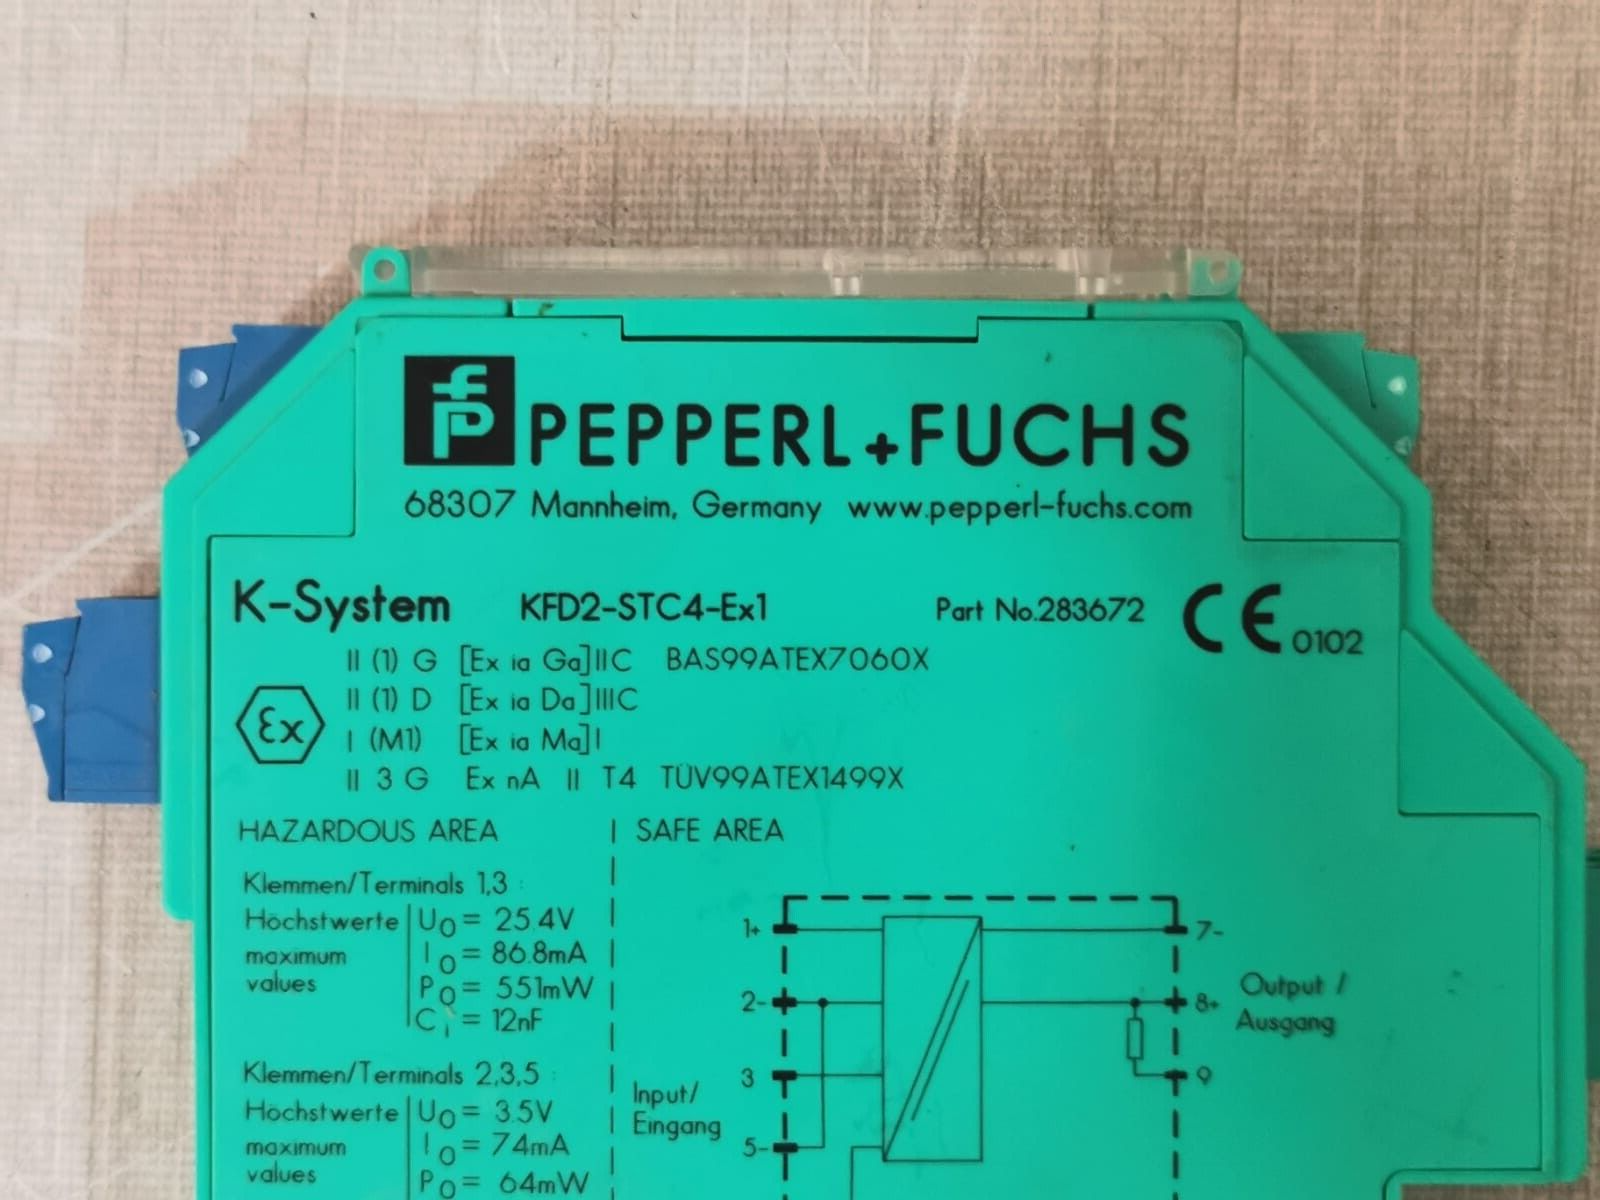 fP PEPPERL+FUCHS
68307 Mannheim, Germany www.pepperl-fuchs.com
K-System KFD2-STC4-Ex1 Part No.283672 CE 0102
II (1) G [Ex ia Ga]IIC BAS99ATEX7060X
II (1) D [Ex ia Da]IIIC
Ex
I (M1) [Ex ia Ma]I
II 3 G Ex nA II T4 TÜV99ATEX1499X
HAZARDOUS AREA | SAFE AREA
Klemmen/Terminals 1,3 :
Höchstwerte U₀ = 25.4V
maximum I₀ = 86.8mA
values P₀ = 551mW
Cᵢ = 12nF
Klemmen/Terminals 2,3,5 :
Höchstwerte U₀ = 3.5V
maximum I₀ = 74mA
values P₀ = 64mW
1+
2-
3
Input/
Eingang
5-
7-
8+
Output /
Ausgang
9